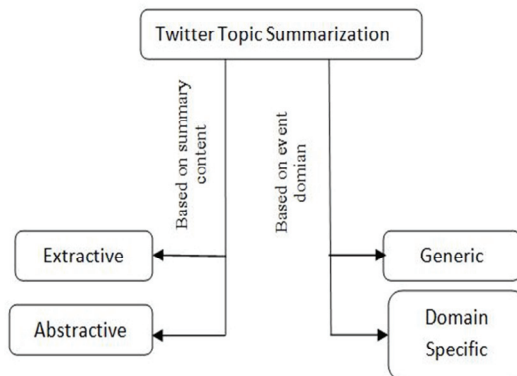 Twitter Topic Summarization
Based on summary
content
Based on event
domian
Extractive
Generic
Abstractive
Domain
Specific